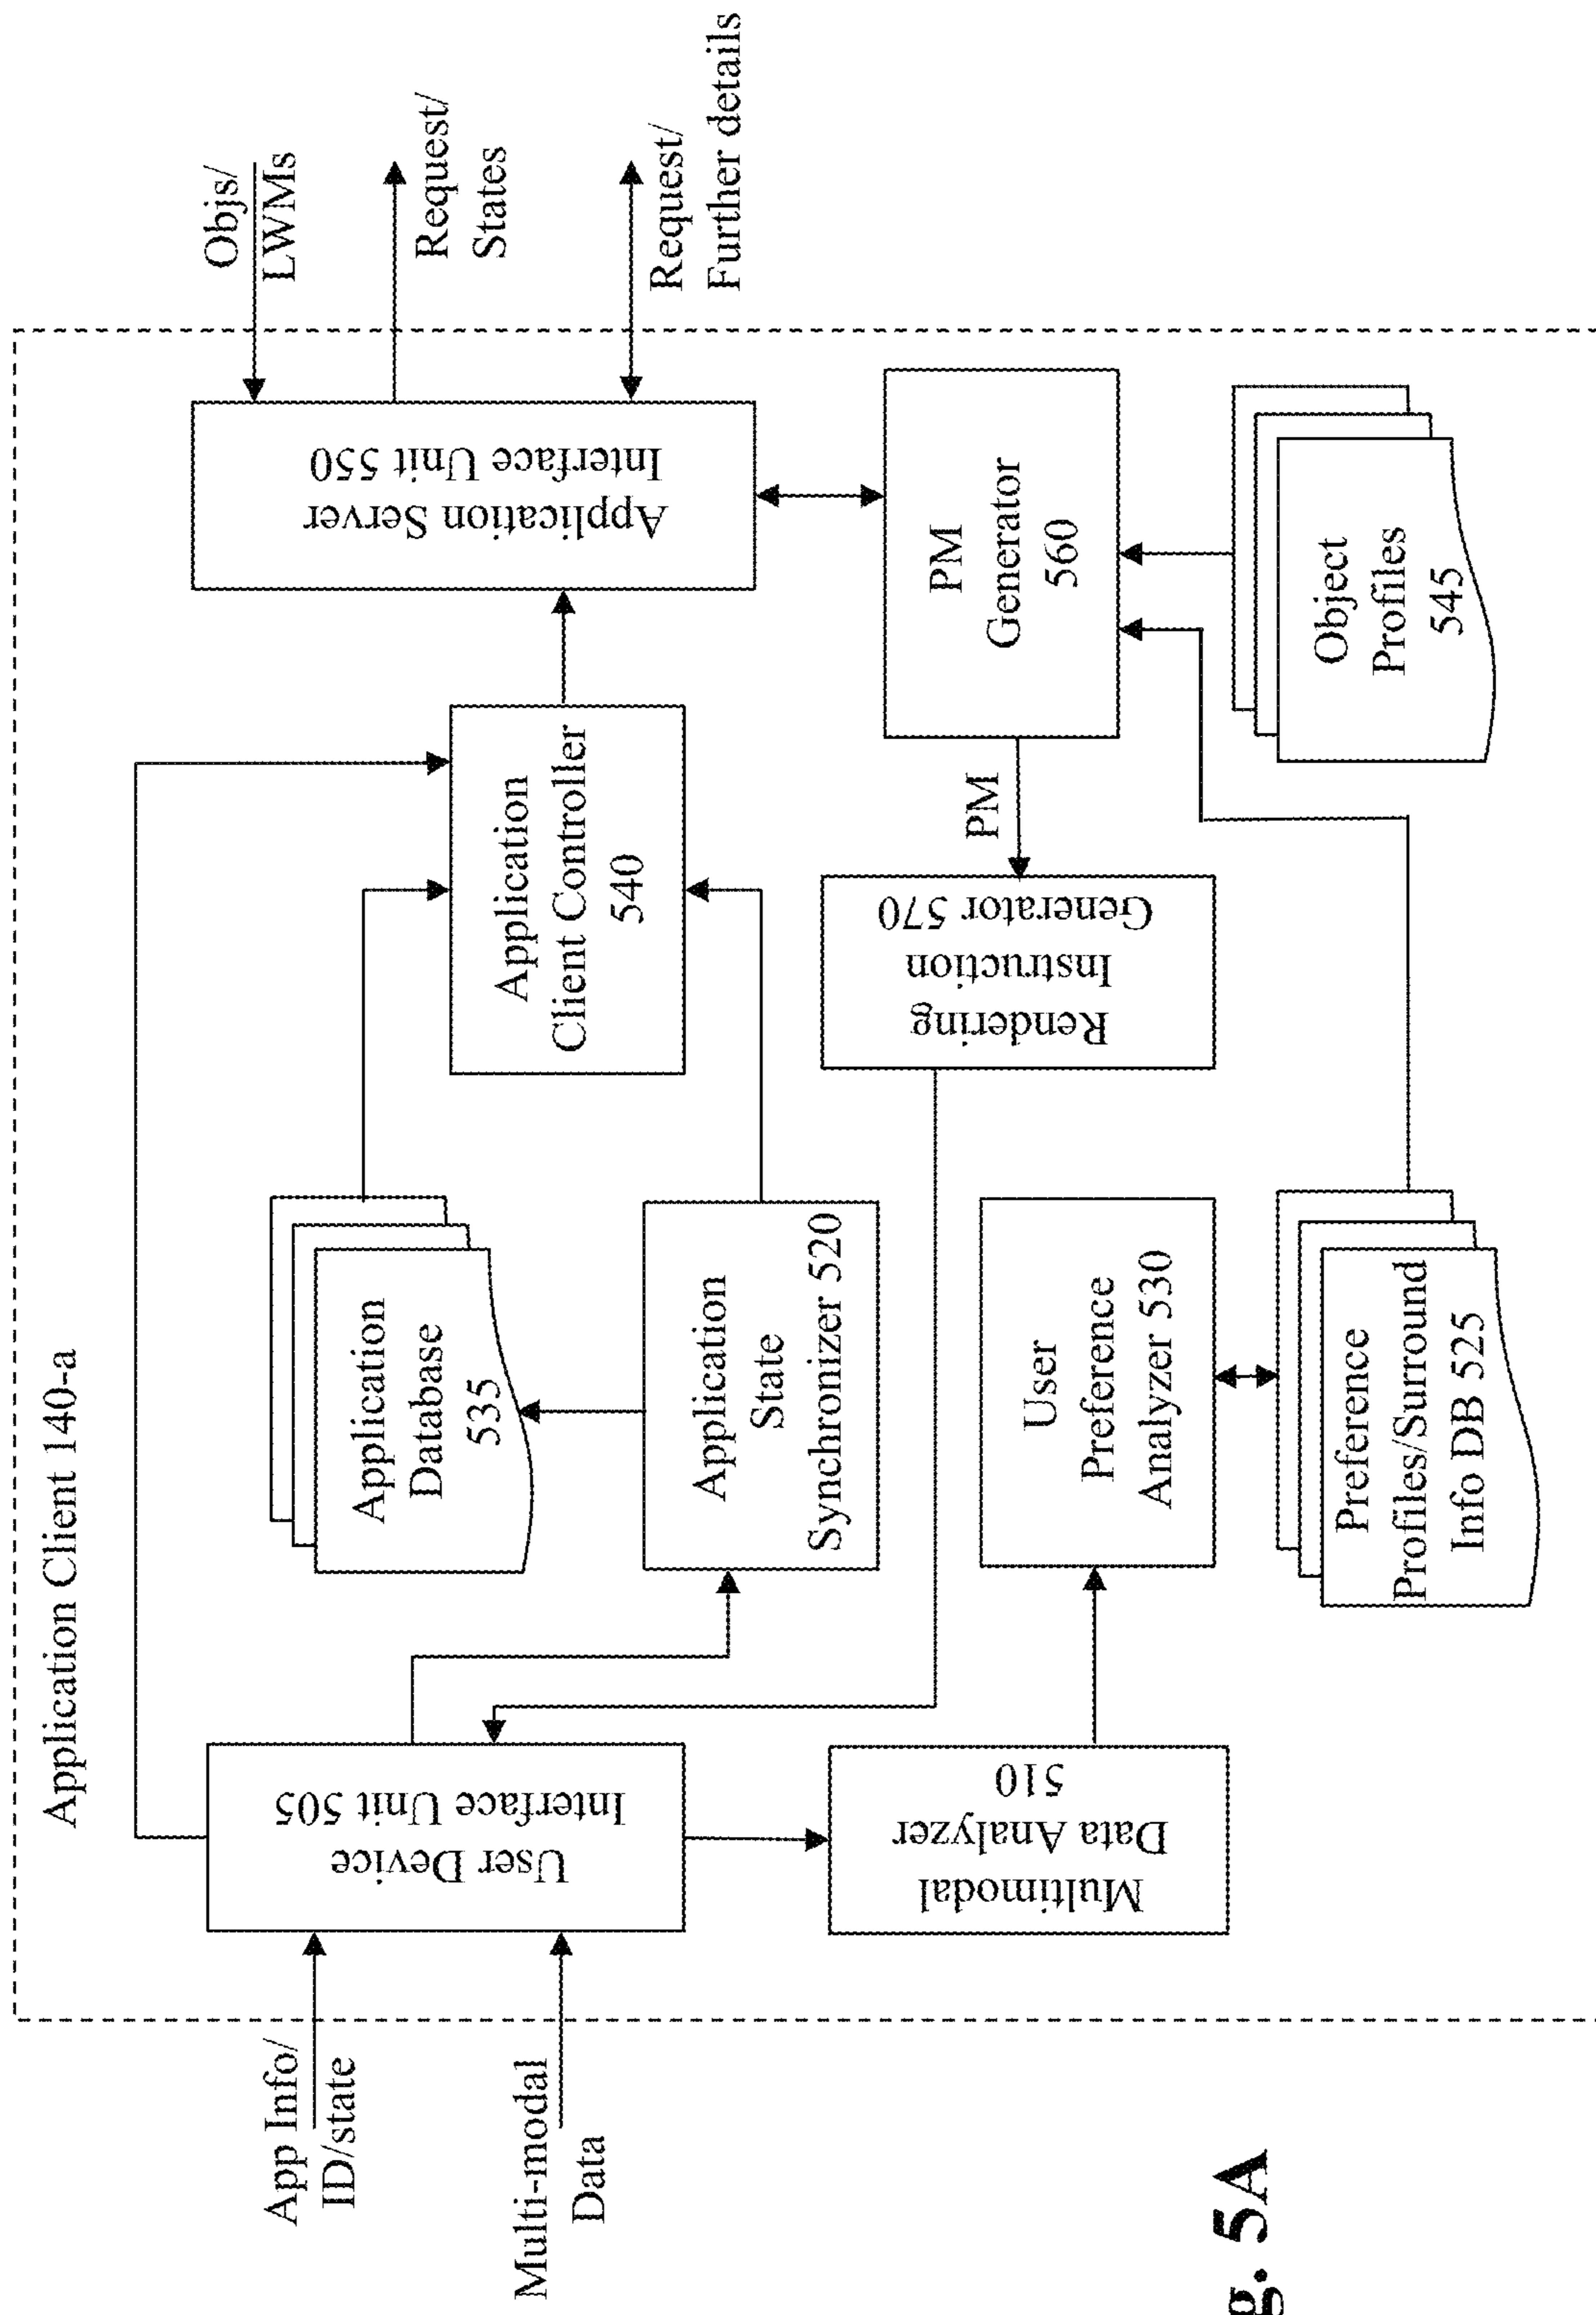 Application Client 140-a
App Info/
ID/state
Multi-modal
Data
User Device
Interface Unit 505
Multimodal
Data Analyzer
510
Application
Database
535
Application
State
Synchronizer 520
User
Preference
Analyzer 530
Preference
Profiles/Surround
Info DB 525
Application
Client Controller
540
Rendering
Instruction
Generator 570
PM
Application Server
Interface Unit 550
PM
Generator
560
Object
Profiles
545
Objs/
LWMs
Request/
States
Request/
Further details
g. 5A